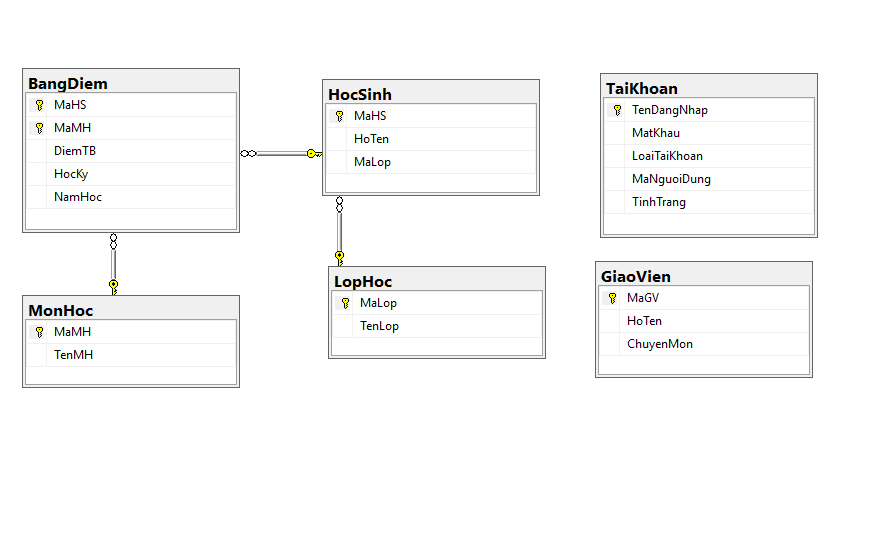 BangDiem
MaHS
MaMH
DiemTB
HocKy
NamHoc
HocSinh
MaHS
HoTen
MaLop
TaiKhoan
TenDangNhap
MatKhau
LoaiTaiKhoan
MaNguoiDung
TinhTrang
MonHoc
MaMH
TenMH
LopHoc
MaLop
TenLop
GiaoVien
MaGV
HoTen
ChuyenMon